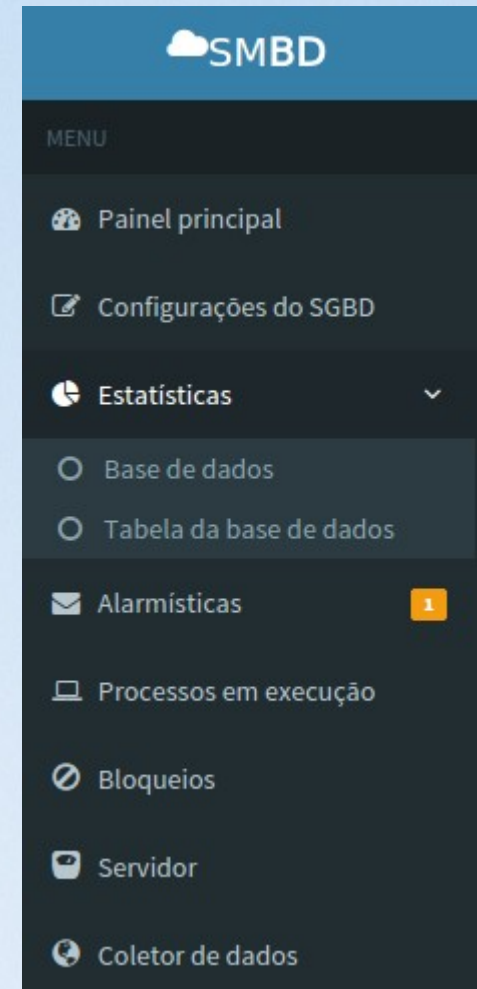 SMBD
MENU
Painel principal
Configurações do SGBD
Estatísticas
Base de dados
Tabela da base de dados
Alarmísticas 1
Processos em execução
Bloqueios
Servidor
Coletor de dados